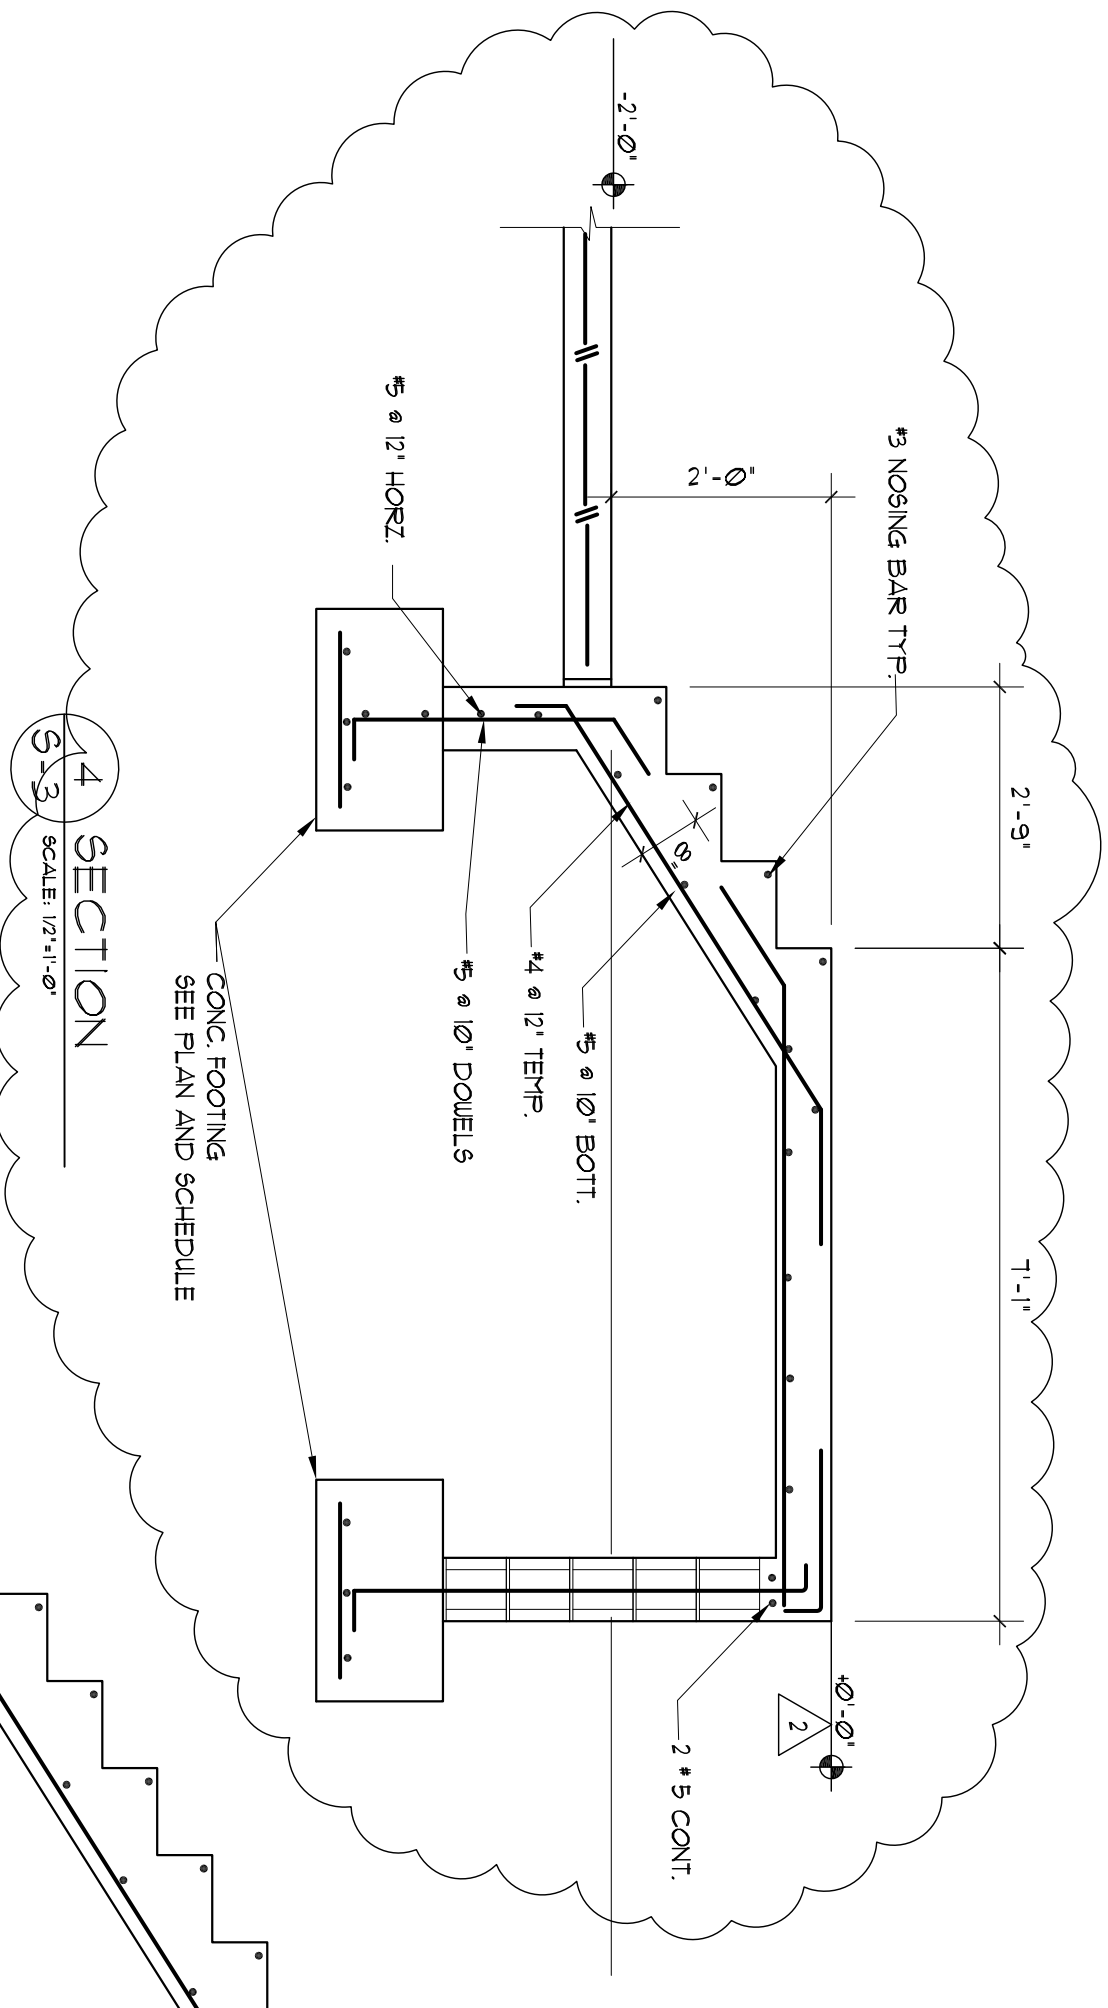 #3 NOSING BAR TYP.
2'-9"
7'-1"
2'-0"
-2'-0"
+0'-0"
2
8"
#5 @ 12" HORZ.
2 #5 CONT.
#5 @ 10" BOTT.
#4 @ 12" TEMP.
#5 @ 10" DOWELS
CONC. FOOTING
SEE PLAN AND SCHEDULE
4
S-3
SECTION
SCALE: 1/2"=1'-0"